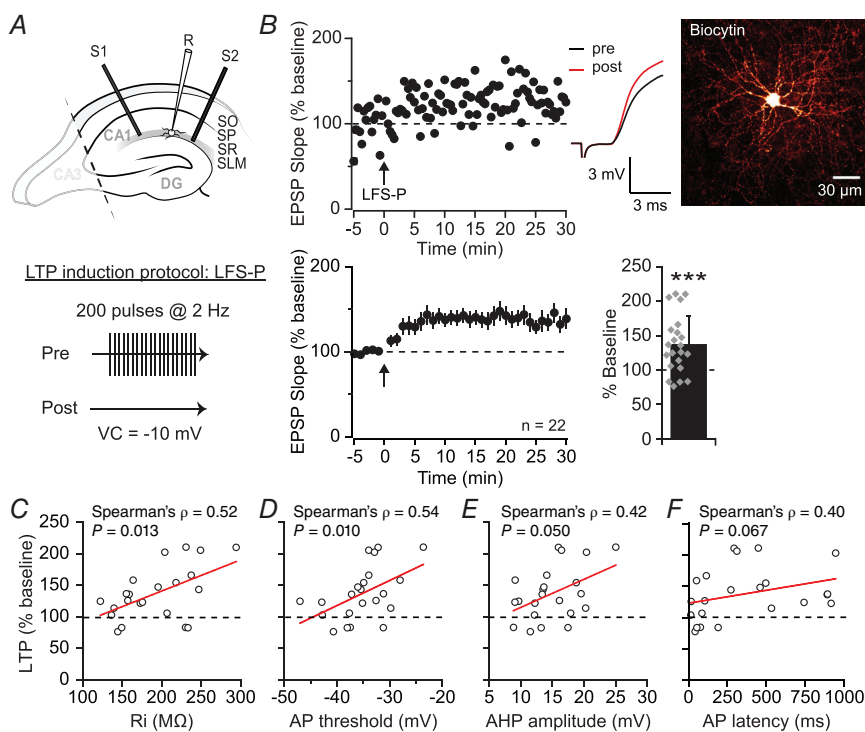 A
S1
R
S2
SO
SP
SR
SLM
CA1
CA3
DG
LTP induction protocol: LFS-P
200 pulses @ 2 Hz
Pre
Post
VC = -10 mV
B
EPSP Slope (% baseline)
200
100
0
LFS-P
-5 0 5 10 15 20 25 30
Time (min)
pre
post
3 mV
3 ms
Biocytin
30 µm
EPSP Slope (% baseline)
200
100
0
n = 22
-5 0 5 10 15 20 25 30
Time (min)
% Baseline
250
200
150
100
50
0
***
C
Spearman's ρ = 0.52
P = 0.013
LTP (% baseline)
250
200
150
100
50
0
100 150 200 250 300
Ri (MΩ)
D
Spearman's ρ = 0.54
P = 0.010
-50 -40 -30 -20
AP threshold (mV)
E
Spearman's ρ = 0.42
P = 0.050
5 10 15 20 25 30
AHP amplitude (mV)
F
Spearman's ρ = 0.40
P = 0.067
0 250 500 750 1000
AP latency (ms)